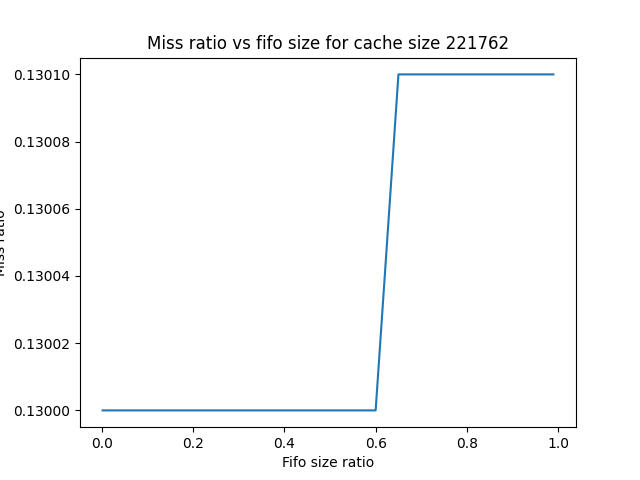 Miss ratio vs fifo size for cache size 221762
0.13010
0.13008
0.13006
0.13004
0.13002
0.13000
Miss ratio
0.0 0.2 0.4 0.6 0.8 1.0
Fifo size ratio